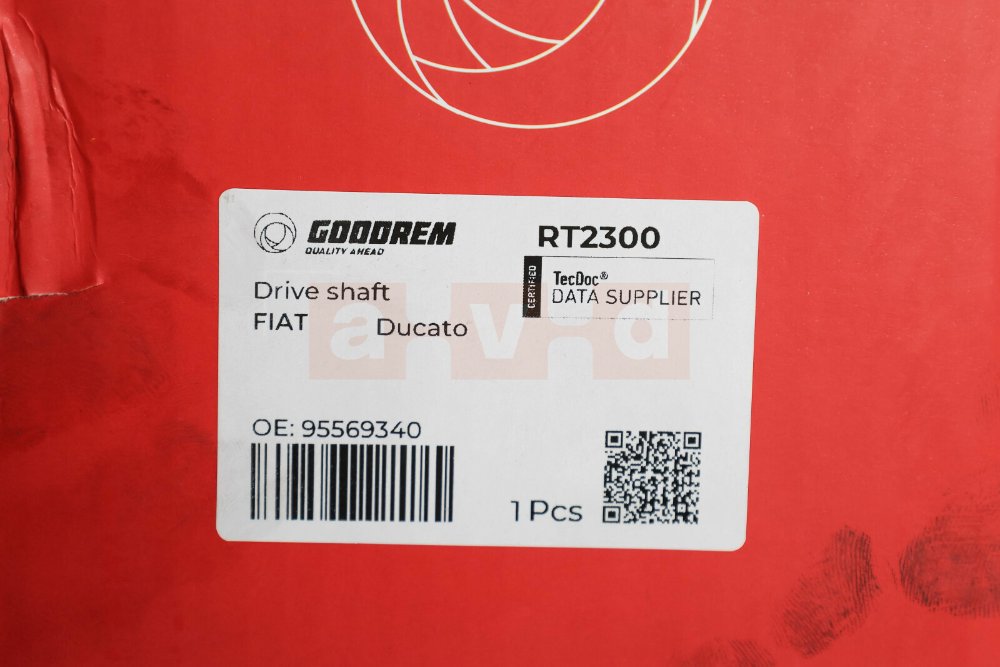 GOODREM
QUALITY AHEAD
RT2300
CERTIFIED
TecDoc®
DATA SUPPLIER
Drive shaft
FIAT Ducato
a.v.d
OE: 95569340
1 Pcs